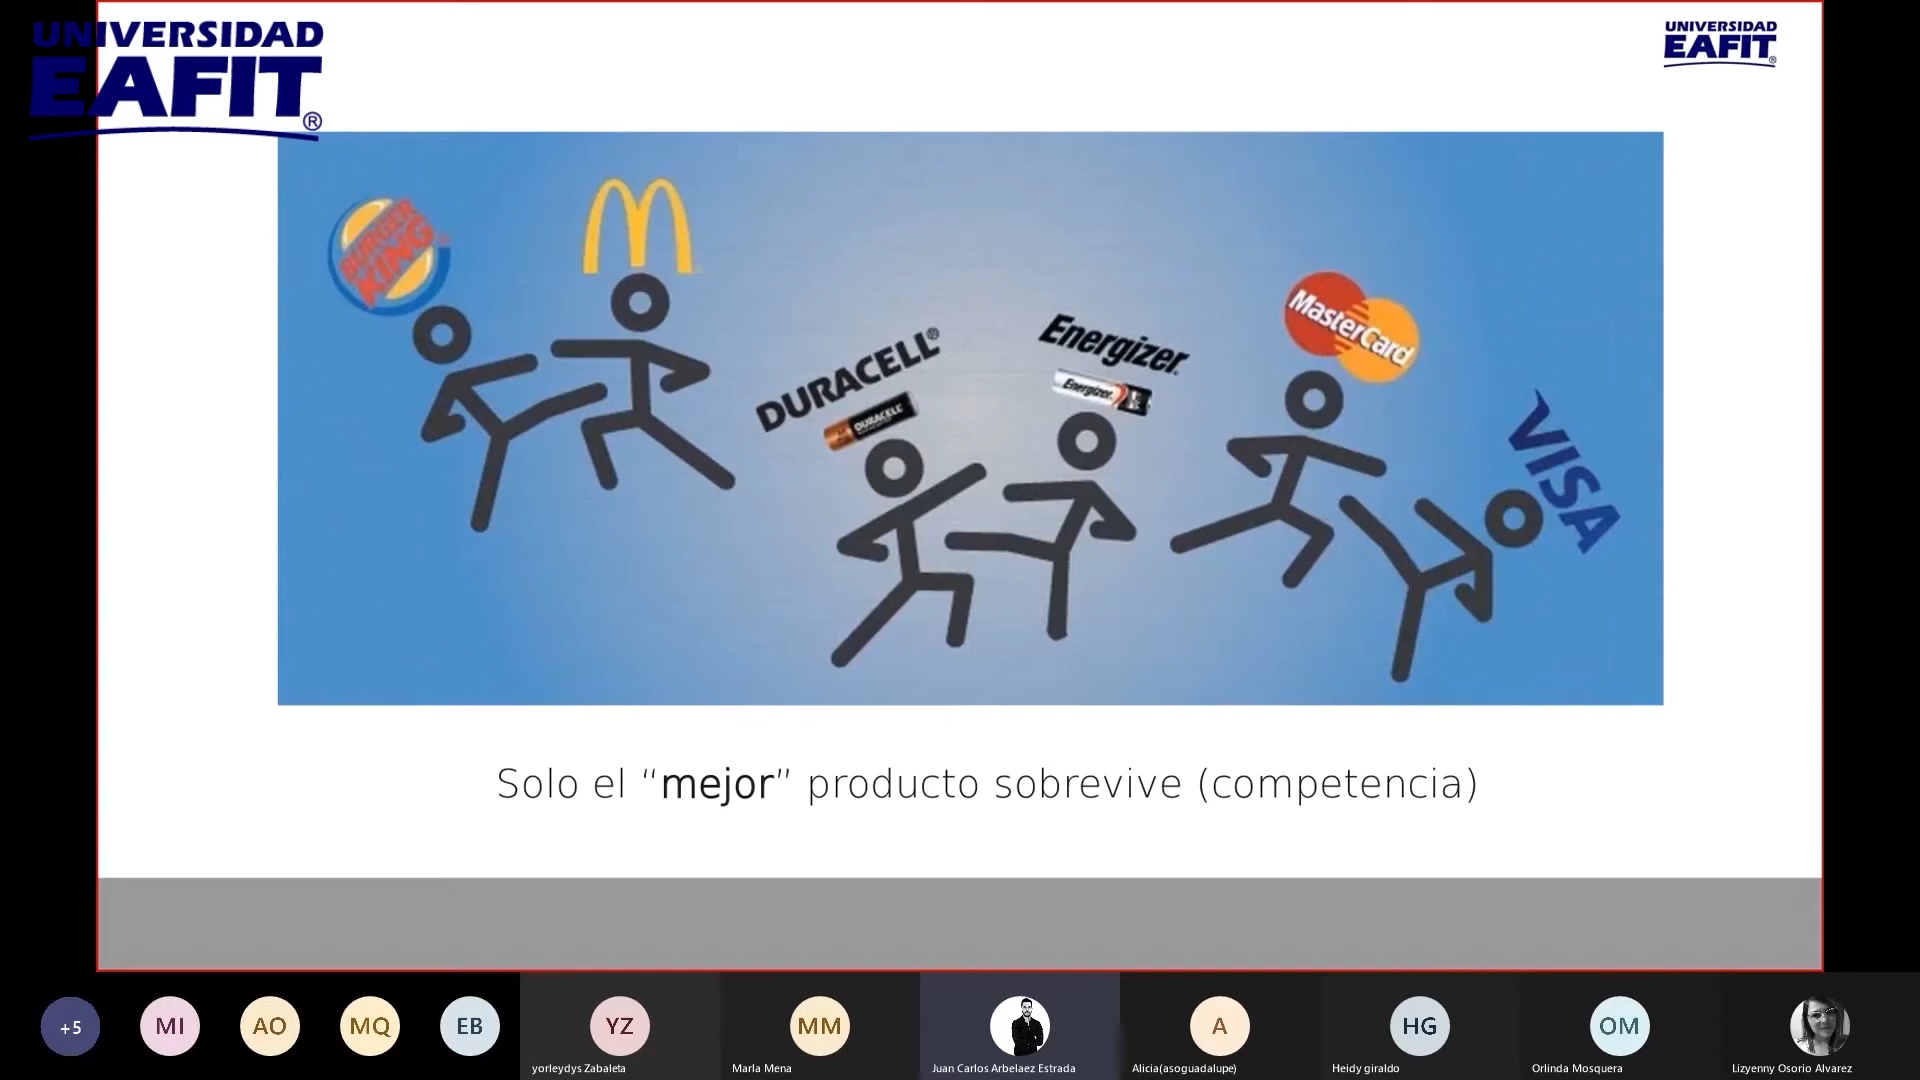 UNIVERSIDAD
EAFIT®
UNIVERSIDAD
EAFIT®
BURGER
KING
M
DURACELL®
DURACELL
Energizer
Energizer
MasterCard
VISA
Solo el “mejor” producto sobrevive (competencia)
+5
MI
AO
MQ
EB
YZ
yorleydys Zabaleta
MM
Marla Mena
Juan Carlos Arbelaez Estrada
A
Alicia(asoguadalupe)
HG
Heidy giraldo
OM
Orlinda Mosquera
Lizyenny Osorio Alvarez